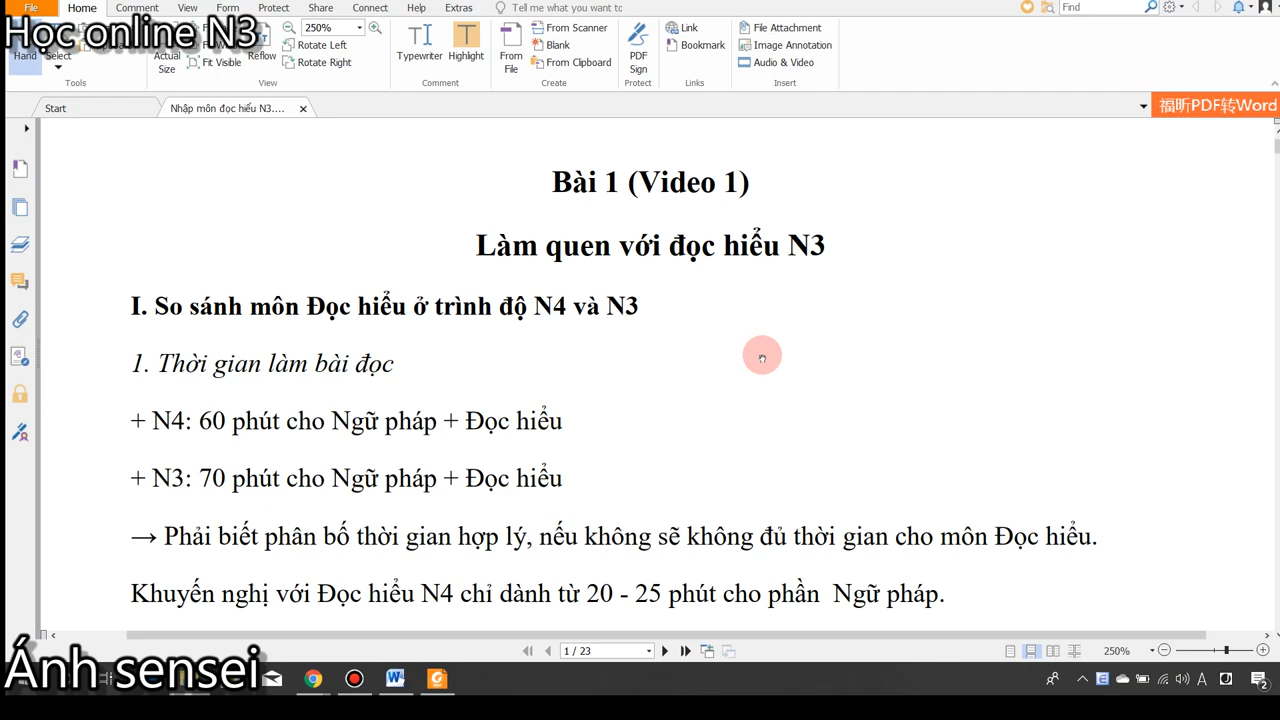 File Home Comment View Form Protect Share Connect Help Extras Tell me what you want tc Find
Học online N3
Hand Select
Actual Size
Fit Visible
Reflow
250%
Rotate Left
Rotate Right
Typewriter Highlight
From File
From Scanner
Blank
From Clipboard
PDF Sign
Link
Bookmark
File Attachment
Image Annotation
Audio & Video
Tools View Comment Create Protect Links Insert
Start Nhập môn đọc hiểu N3.... 福昕PDF转Word
Bài 1 (Video 1)
Làm quen với đọc hiểu N3
I. So sánh môn Đọc hiểu ở trình độ N4 và N3
1. Thời gian làm bài đọc
+ N4: 60 phút cho Ngữ pháp + Đọc hiểu
+ N3: 70 phút cho Ngữ pháp + Đọc hiểu
→ Phải biết phân bố thời gian hợp lý, nếu không sẽ không đủ thời gian cho môn Đọc hiểu.
Khuyến nghị với Đọc hiểu N4 chỉ dành từ 20 - 25 phút cho phần Ngữ pháp.
1 / 23 250%
Ánh sensei
A 2